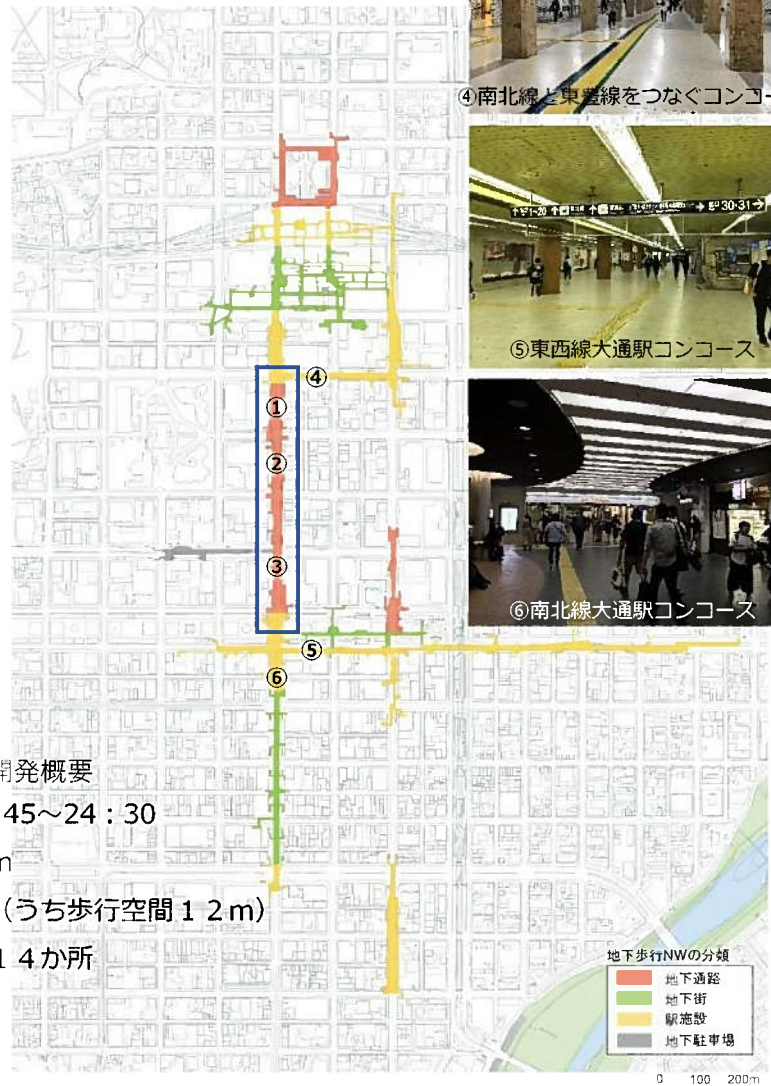 ④南北線と東豊線をつなぐコンコー
⑤東西線大通駅コンコース
④
①
②
③
⑥南北線大通駅コンコース
⑤
⑥
開発概要
45～24：30
m
（うち歩行空間１２ｍ）
１４か所
地下歩行NWの分類
地下通路
地下街
駅施設
地下駐車場
0 100 200m